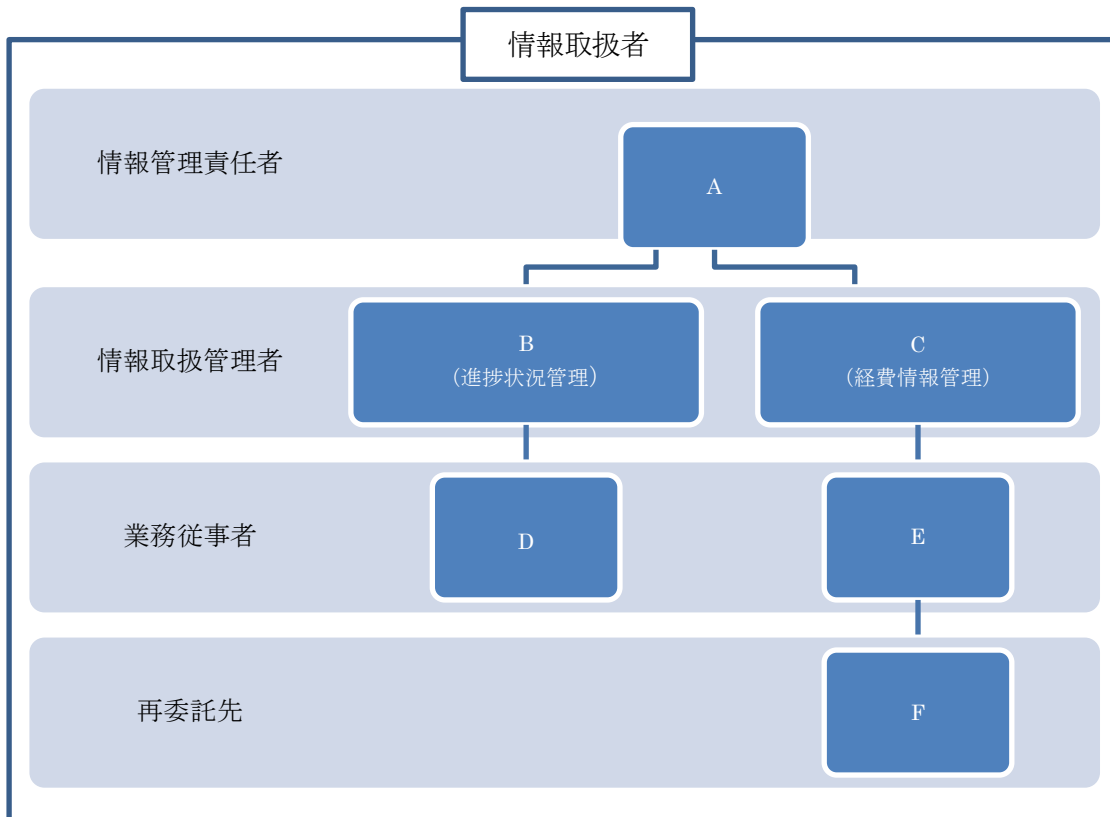 情報取扱者
情報管理責任者
A
情報取扱管理者
B
（進捗状況管理）
C
（経費情報管理）
業務従事者
D
E
再委託先
F